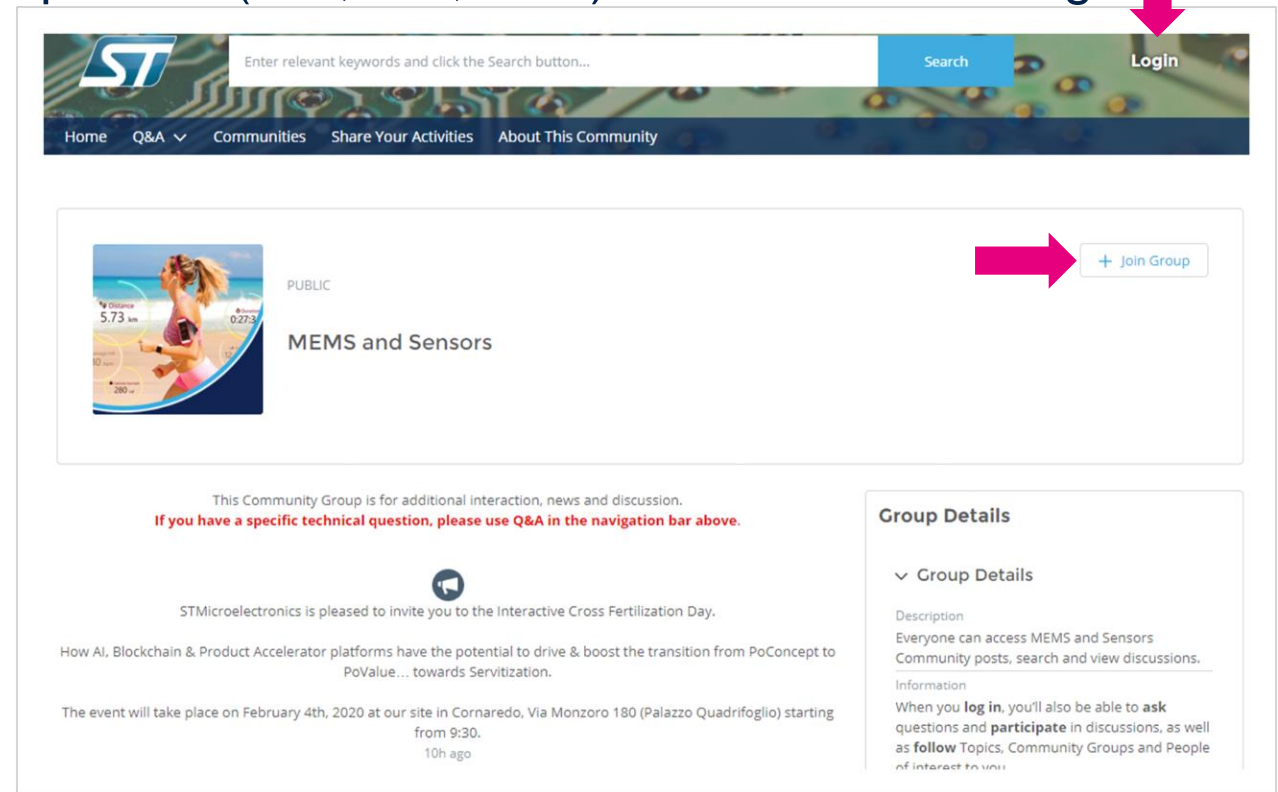 ST
Enter relevant keywords and click the Search button...
Search
Login
Home Q&A Communities Share Your Activities About This Community
Distance
5.73 km
0:27:3
280
PUBLIC
MEMS and Sensors
+ Join Group
This Community Group is for additional interaction, news and discussion.
If you have a specific technical question, please use Q&A in the navigation bar above.
STMicroelectronics is pleased to invite you to the Interactive Cross Fertilization Day.
How AI, Blockchain & Product Accelerator platforms have the potential to drive & boost the transition from PoConcept to
PoValue... towards Servitization.
The event will take place on February 4th, 2020 at our site in Cornaredo, Via Monzoro 180 (Palazzo Quadrifoglio) starting
from 9:30.
10h ago
Group Details
Group Details
Description
Everyone can access MEMS and Sensors
Community posts, search and view discussions.
Information
When you log in, you'll also be able to ask
questions and participate in discussions, as well
as follow Topics, Community Groups and People
of interest to you